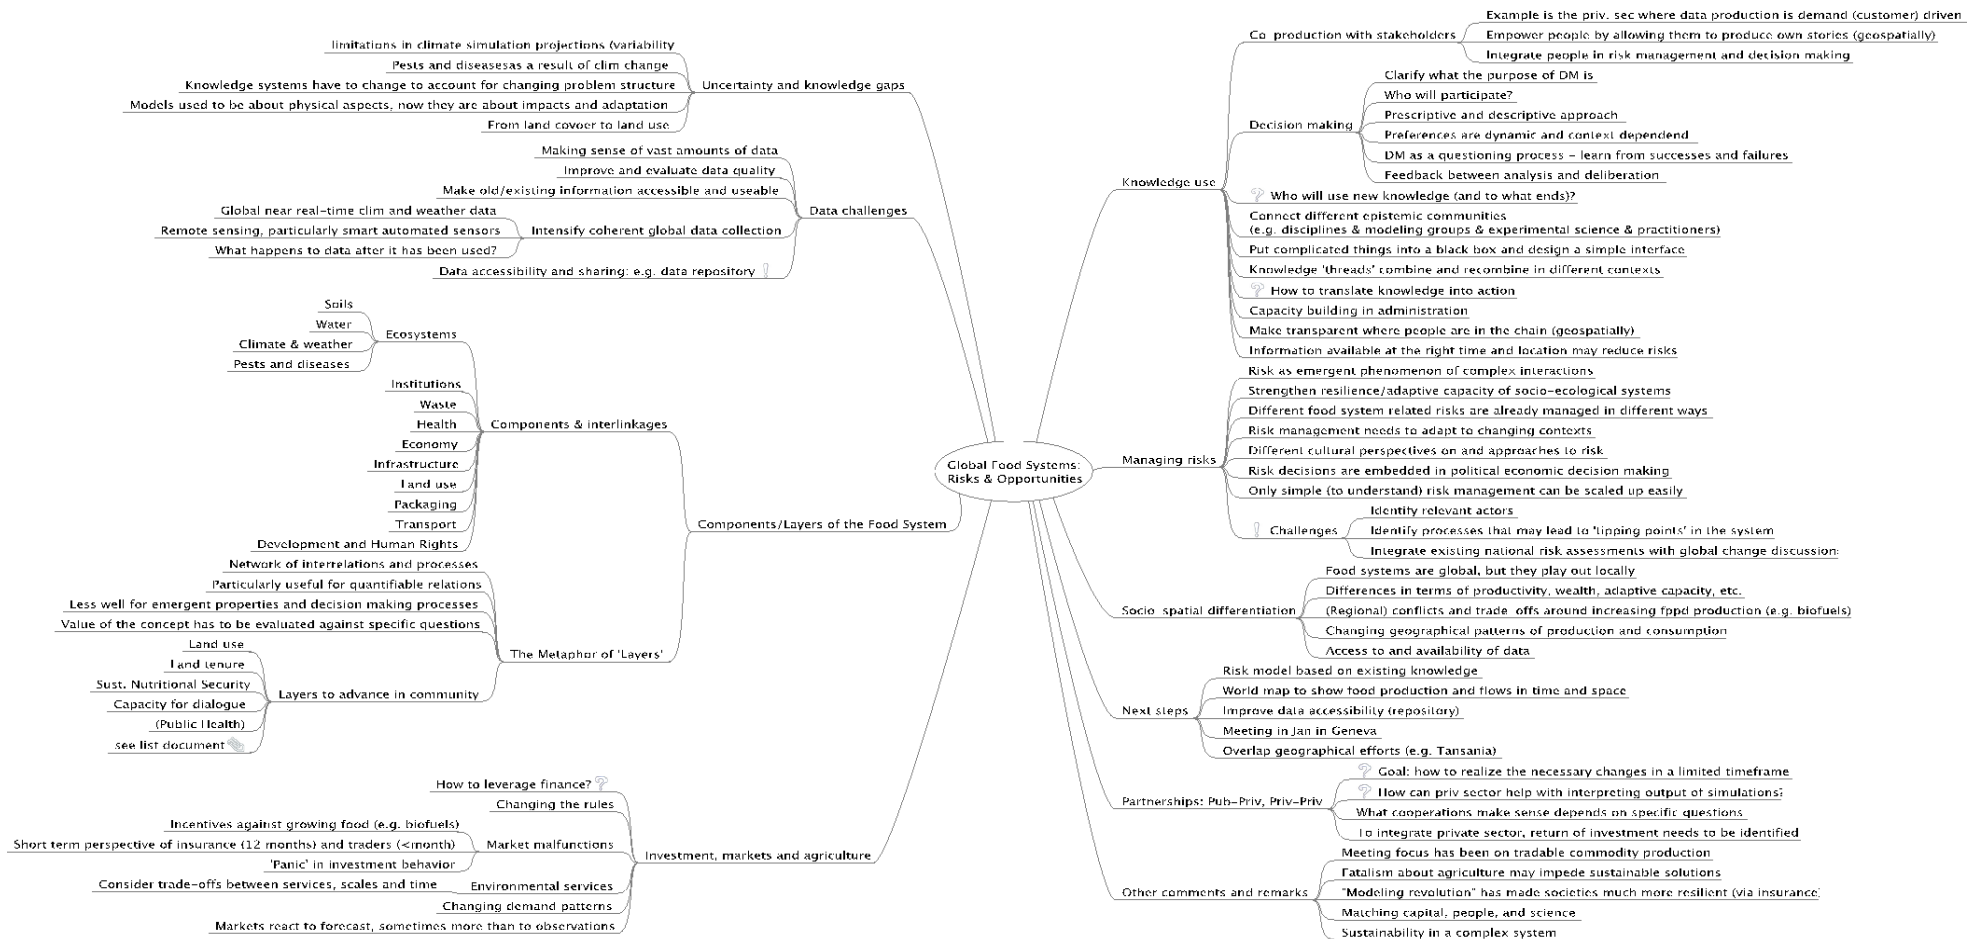 Global Food Systems:
Risks & Opportunities
Uncertainty and knowledge gaps
limitations in climate simulation projections (variability
Pests and diseasesas a result of clim change
Knowledge systems have to change to account for changing problem structure
Models used to be about physical aspects, now they are about impacts and adaptation
From land covoer to land use
Data challenges
Making sense of vast amounts of data
Improve and evaluate data quality
Make old/existing information accessible and useable
Intensify coherent global data collection
Global near real-time clim and weather data
Remote sensing, particularly smart automated sensors
What happens to data after it has been used?
Data accessibility and sharing: e.g. data repository
Components/Layers of the Food System
Components & interlinkages
Ecosystems
Soils
Water
Climate & weather
Pests and diseases
Institutions
Waste
Health
Economy
Infrastructure
Land use
Packaging
Transport
Development and Human Rights
The Metaphor of 'Layers'
Network of interrelations and processes
Particularly useful for quantifiable relations
Less well for emergent properties and decision making processes
Value of the concept has to be evaluated against specific questions
Layers to advance in community
Land use
Land tenure
Sust. Nutritional Security
Capacity for dialogue
(Public Health)
see list document
Investment, markets and agriculture
How to leverage finance?
Changing the rules
Market malfunctions
Incentives against growing food (e.g. biofuels)
Short term perspective of insurance (12 months) and traders (<month)
'Panic' in investment behavior
Environmental services
Consider trade-offs between services, scales and time
Changing demand patterns
Markets react to forecast, sometimes more than to observations
Knowledge use
Co production with stakeholders
Example is the priv. sec where data production is demand (customer) driven
Empower people by allowing them to produce own stories (geospatially)
Integrate people in risk management and decision making
Decision making
Clarify what the purpose of DM is
Who will participate?
Prescriptive and descriptive approach
Preferences are dynamic and context dependend
DM as a questioning process - learn from successes and failures
Feedback between analysis and deliberation
Who will use new knowledge (and to what ends)?
Connect different epistemic communities
(e.g. disciplines & modeling groups & experimental science & practitioners)
Put complicated things into a black box and design a simple interface
Knowledge 'threads' combine and recombine in different contexts
How to translate knowledge into action
Capacity building in administration
Make transparent where people are in the chain (geospatially)
Information available at the right time and location may reduce risks
Managing risks
Risk as emergent phenomenon of complex interactions
Strengthen resilience/adaptive capacity of socio-ecological systems
Different food system related risks are already managed in different ways
Risk management needs to adapt to changing contexts
Different cultural perspectives on and approaches to risk
Risk decisions are embedded in political economic decision making
Only simple (to understand) risk management can be scaled up easily
Challenges
Identify relevant actors
Identify processes that may lead to 'tipping points' in the system
Integrate existing national risk assessments with global change discussion
Socio spatial differentiation
Food systems are global, but they play out locally
Differences in terms of productivity, wealth, adaptive capacity, etc.
(Regional) conflicts and trade offs around increasing fppd production (e.g. biofuels)
Changing geographical patterns of production and consumption
Access to and availability of data
Next steps
Risk model based on existing knowledge
World map to show food production and flows in time and space
Improve data accessibility (repository)
Meeting in Jan in Geneva
Overlap geographical efforts (e.g. Tansania)
Partnerships: Pub-Priv, Priv-Priv
Goal: how to realize the necessary changes in a limited timeframe
How can priv sector help with interpreting output of simulations?
What cooperations make sense depends on specific questions
To integrate private sector, return of investment needs to be identified
Other comments and remarks
Meeting focus has been on tradable commodity production
Fatalism about agriculture may impede sustainable solutions
"Modeling revolution" has made societies much more resilient (via insurance)
Matching capital, people, and science
Sustainability in a complex system